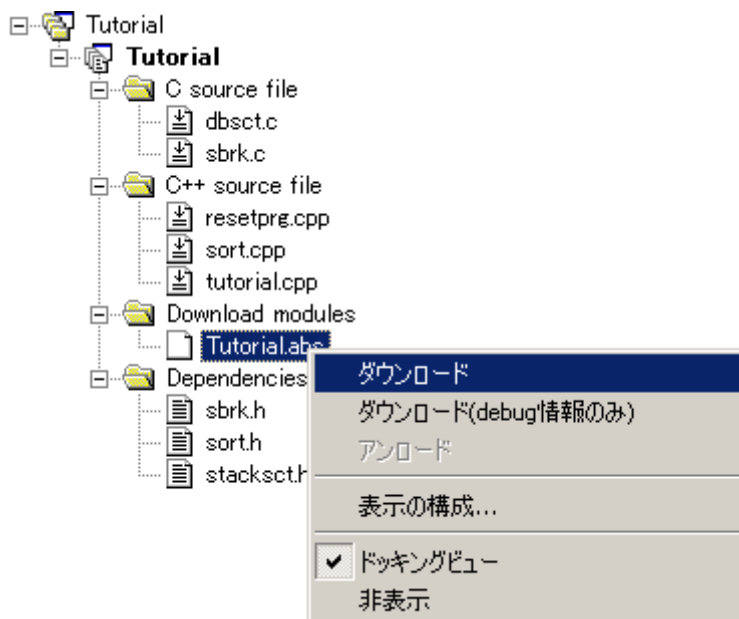 Tutorial
Tutorial
C source file
dbsct.c
sbrk.c
C++ source file
resetprg.cpp
sort.cpp
tutorial.cpp
Download modules
Tutorial.abs
Dependencies
sbrk.h
sort.h
stacksct.h
ダウンロード
ダウンロード(debug情報のみ)
アンロード
表示の構成...
ドッキングビュー
非表示